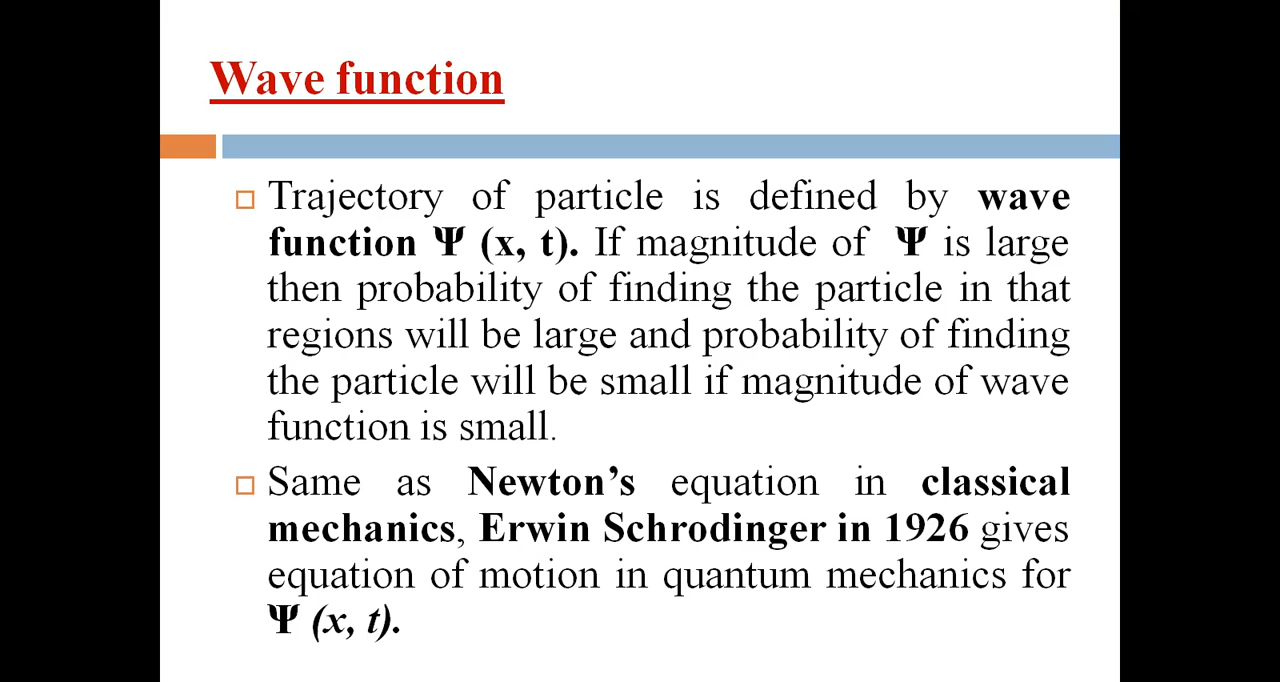 Wave function
Trajectory of particle is defined by wave
function Ψ (x, t). If magnitude of Ψ is large
then probability of finding the particle in that
regions will be large and probability of finding
the particle will be small if magnitude of wave
function is small.
Same as Newton’s equation in classical
mechanics, Erwin Schrodinger in 1926 gives
equation of motion in quantum mechanics for
Ψ (x, t).